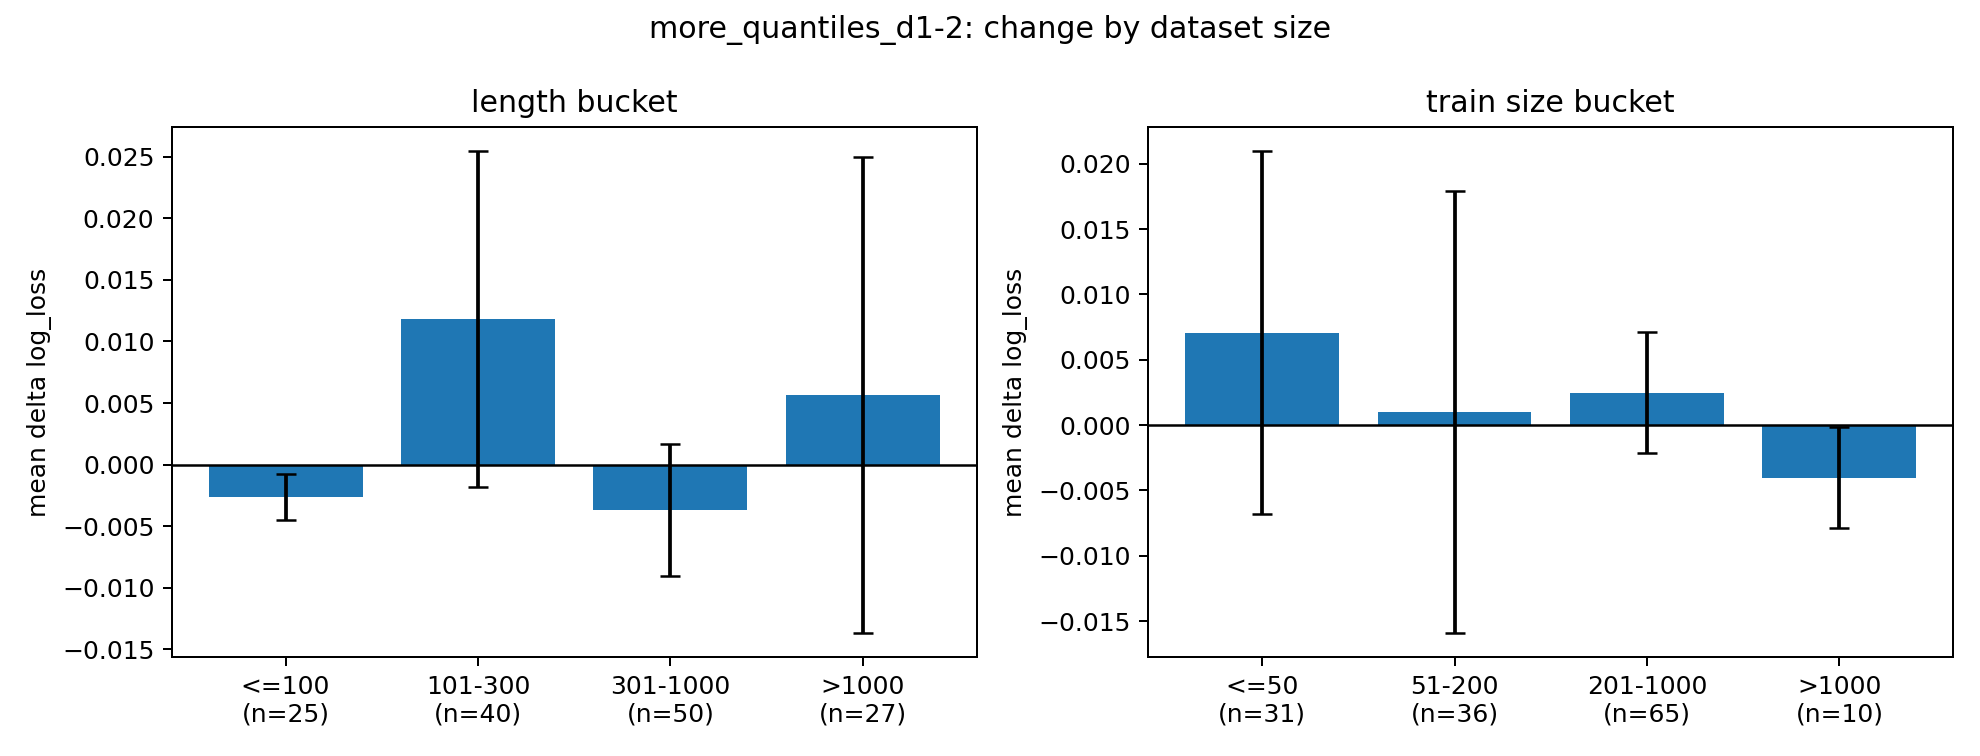 more_quantiles_d1-2: change by dataset size
length bucket
mean delta log_loss
0.025
0.020
0.015
0.010
0.005
0.000
−0.005
−0.010
−0.015
<=100
(n=25)
101-300
(n=40)
301-1000
(n=50)
>1000
(n=27)
train size bucket
mean delta log_loss
0.020
0.015
0.010
0.005
0.000
−0.005
−0.010
−0.015
<=50
(n=31)
51-200
(n=36)
201-1000
(n=65)
>1000
(n=10)